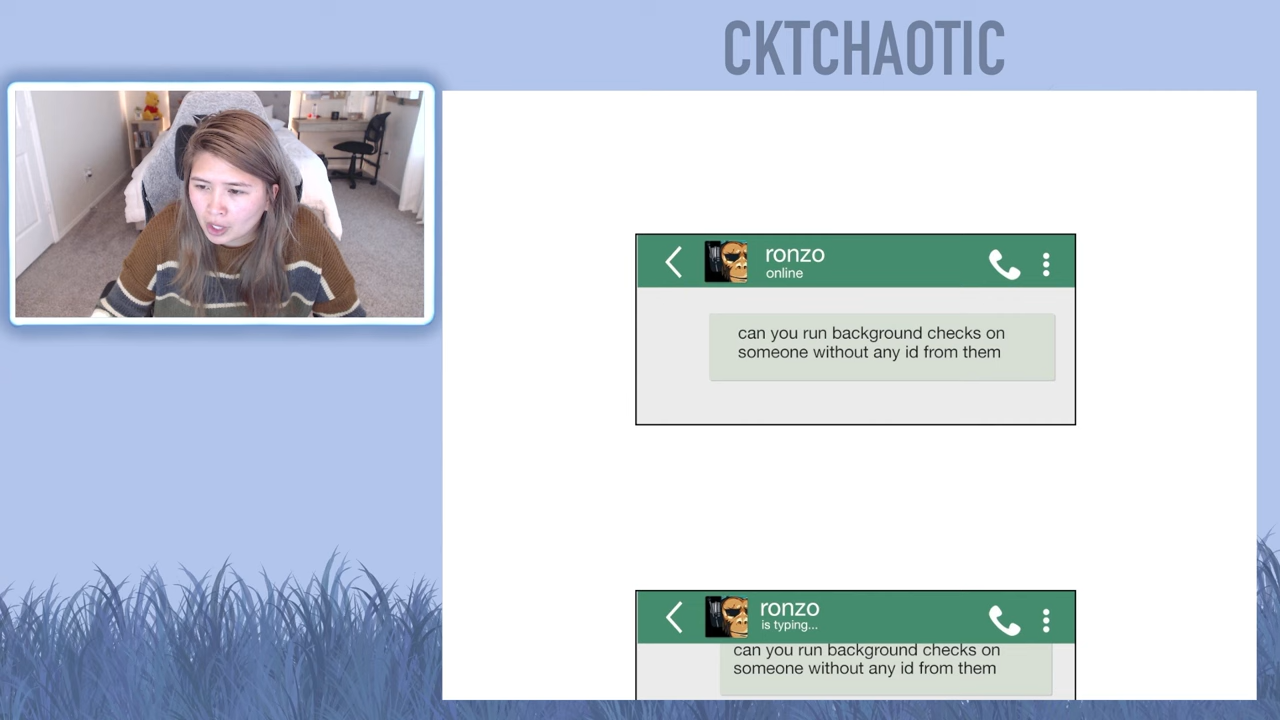 CKTCHAOTIC
ronzo
online
can you run background checks on
someone without any id from them
ronzo
is typing...
can you run background checks on
someone without any id from them